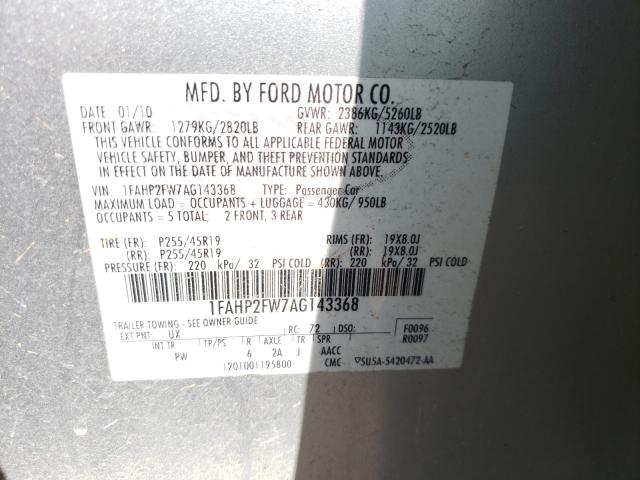 MFD. BY FORD MOTOR CO.
DATE: 01/10 GVWR: 2386KG/5260LB
FRONT GAWR: 1279KG/2820LB REAR GAWR: 1143KG/2520LB
THIS VEHICLE CONFORMS TO ALL APPLICABLE FEDERAL MOTOR
VEHICLE SAFETY, BUMPER, AND THEFT PREVENTION STANDARDS
IN EFFECT ON THE DATE OF MANUFACTURE SHOWN ABOVE.
VIN: 1FAHP2FW7AG143368 TYPE: Passenger Car
MAXIMUM LOAD = OCCUPANTS + LUGGAGE = 430KG/ 950LB
OCCUPANTS = 5 TOTAL; 2 FRONT, 3 REAR
TIRE (FR): P255/45R19 RIMS (FR): 19X8.0J
(RR): P255/45R19 (RR): 19X8.0J
PRESSURE (FR): 220 kPa/ 32 PSI COLD (RR): 220 kPa/ 32 PSI COLD
1FAHP2FW7AG143368
TRAILER TOWING - SEE OWNER GUIDE
EXT PNT: UX RC: 72 DSO: F0096
INT TR TP/PS R AXLE TR SPR R0097
PW 6 2A J AACC
1201001195800 CMC ▽5U5A-5420472-AA